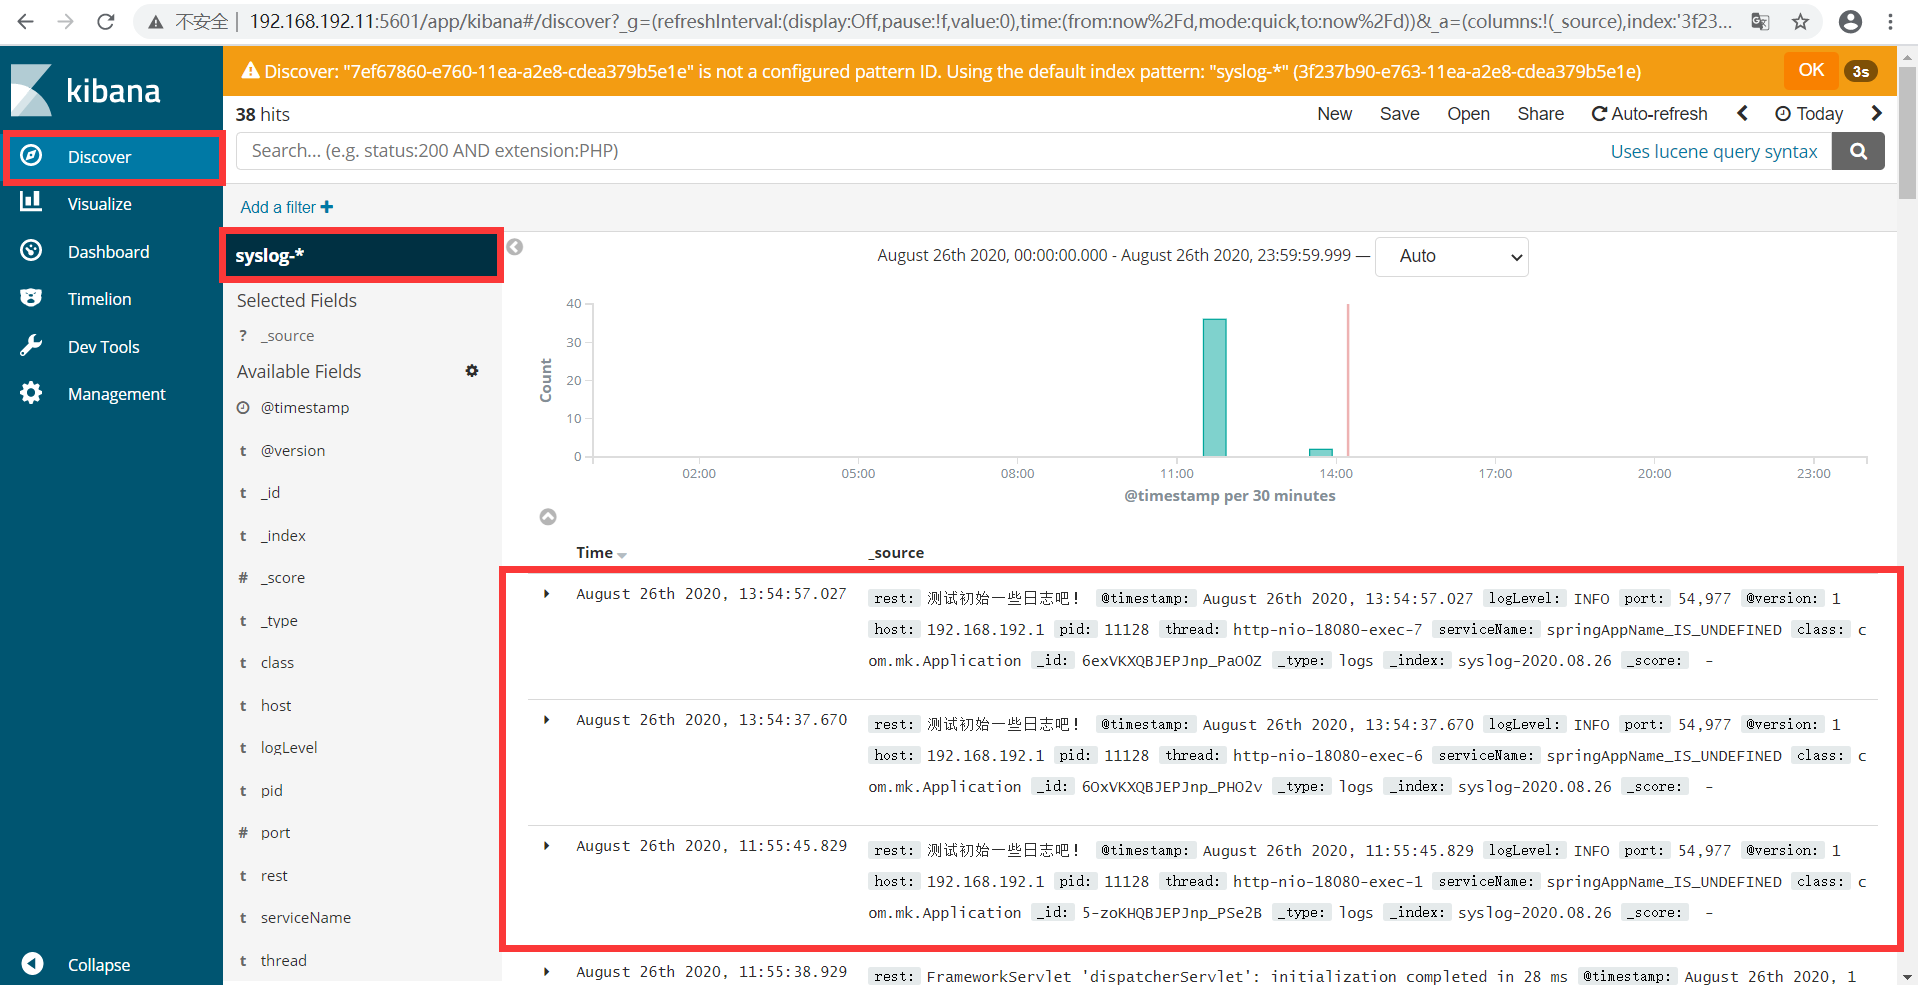 不安全 | 192.168.192.11:5601/app/kibana#/discover?_g=(refreshInterval:(display:Off,pause:!f,value:0),time:(from:now%2Fd,mode:quick,to:now%2Fd))&_a=(columns:!(_source),index:'3f23...
kibana
Discover
Visualize
Dashboard
Timelion
Dev Tools
Management
Collapse
Discover: "7ef67860-e760-11ea-a2e8-cdea379b5e1e" is not a configured pattern ID. Using the default index pattern: "syslog-*" (3f237b90-e763-11ea-a2e8-cdea379b5e1e)
OK 3s
38 hits
New Save Open Share Auto-refresh Today
Search... (e.g. status:200 AND extension:PHP)
Uses lucene query syntax
Add a filter
syslog-*
Selected Fields
? _source
Available Fields
@timestamp
t @version
t _id
t _index
# _score
t _type
t class
t host
t logLevel
t pid
# port
t rest
t serviceName
t thread
August 26th 2020, 00:00:00.000 - August 26th 2020, 23:59:59.999 — Auto
Count
40
30
20
10
0
02:00 05:00 08:00 11:00 14:00 17:00 20:00 23:00
@timestamp per 30 minutes
Time _source
August 26th 2020, 13:54:57.027 rest: 测试初始一些日志吧! @timestamp: August 26th 2020, 13:54:57.027 logLevel: INFO port: 54,977 @version: 1
host: 192.168.192.1 pid: 11128 thread: http-nio-18080-exec-7 serviceName: springAppName_IS_UNDEFINED class: c
om.mk.Application _id: 6exVKXQBJEPJnp_PaO0Z _type: logs _index: syslog-2020.08.26 _score: -
August 26th 2020, 13:54:37.670 rest: 测试初始一些日志吧! @timestamp: August 26th 2020, 13:54:37.670 logLevel: INFO port: 54,977 @version: 1
host: 192.168.192.1 pid: 11128 thread: http-nio-18080-exec-6 serviceName: springAppName_IS_UNDEFINED class: c
om.mk.Application _id: 6OxVKXQBJEPJnp_PHO2v _type: logs _index: syslog-2020.08.26 _score: -
August 26th 2020, 11:55:45.829 rest: 测试初始一些日志吧! @timestamp: August 26th 2020, 11:55:45.829 logLevel: INFO port: 54,977 @version: 1
host: 192.168.192.1 pid: 11128 thread: http-nio-18080-exec-1 serviceName: springAppName_IS_UNDEFINED class: c
om.mk.Application _id: 5-zoKHQBJEPJnp_PSe2B _type: logs _index: syslog-2020.08.26 _score: -
August 26th 2020, 11:55:38.929 rest: FrameworkServlet 'dispatcherServlet': initialization completed in 28 ms @timestamp: August 26th 2020, 1